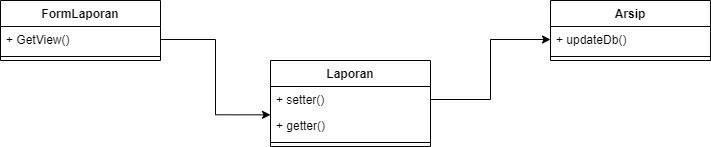 FormLaporan
+ GetView()
Laporan
+ setter()
+ getter()
Arsip
+ updateDb()